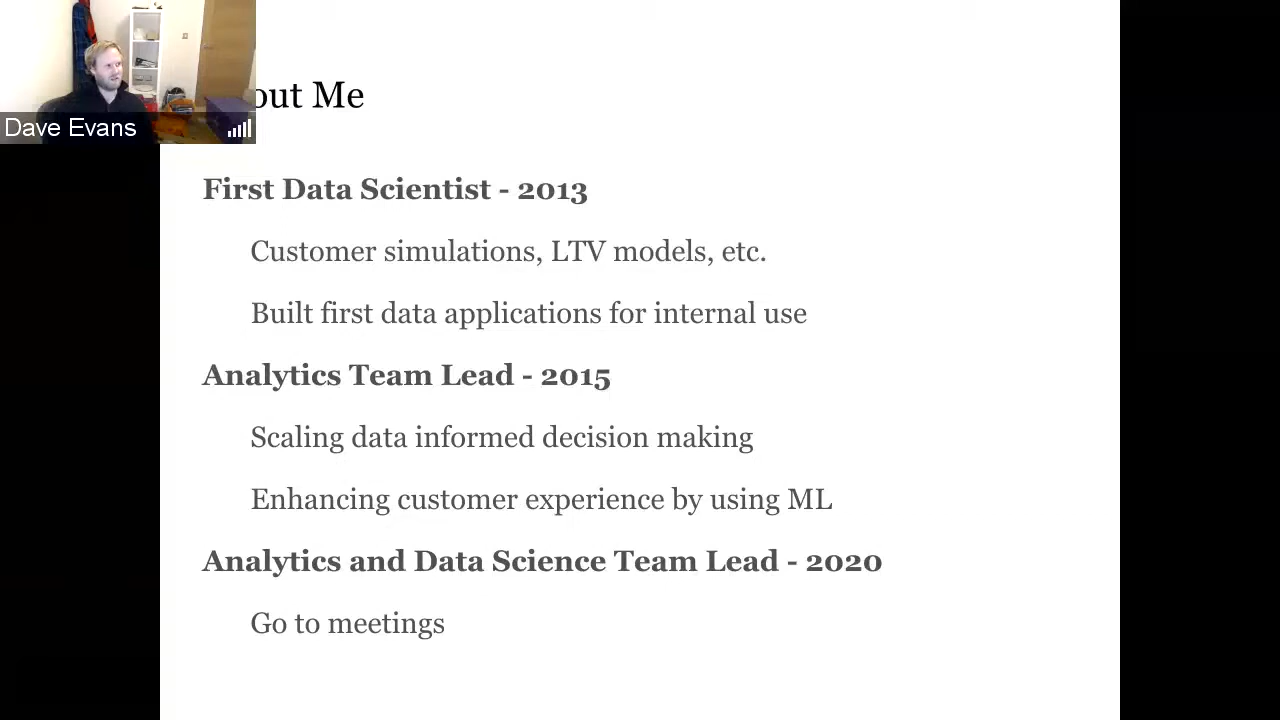 out Me
Dave Evans
First Data Scientist - 2013
Customer simulations, LTV models, etc.
Built first data applications for internal use
Analytics Team Lead - 2015
Scaling data informed decision making
Enhancing customer experience by using ML
Analytics and Data Science Team Lead - 2020
Go to meetings